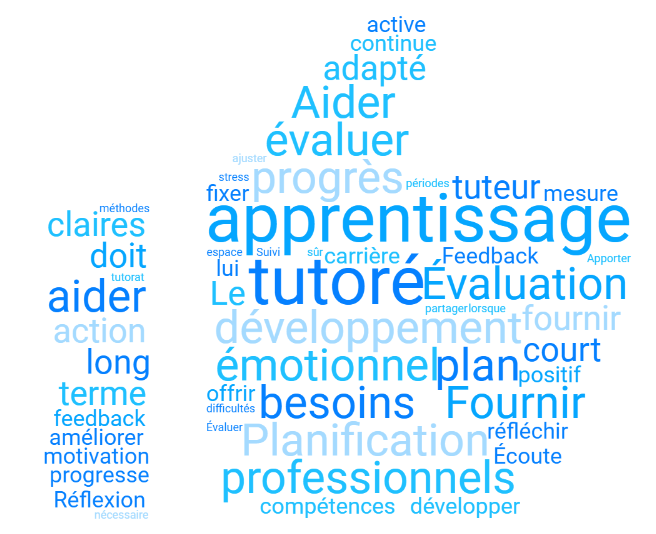 active
continue
adapté
Aider
évaluer
ajuster
stress
progrès
périodes
tuteur
fixer
mesure
apprentissage
méthodes
claires
doit
tutorat
aider
action
long
terme
feedback
améliorer
motivation
progresse
Réflexion
nécessaire
espace
Suivi
sûr
carrière
Feedback
Apporter
lui
tutoré
Évaluation
Le
partager
lorsque
développement
fournir
émotionnel
plan
court
positif
offrir
difficultés
besoins
Fournir
Évaluer
Planification
réfléchir
Écoute
professionnels
compétences
développer